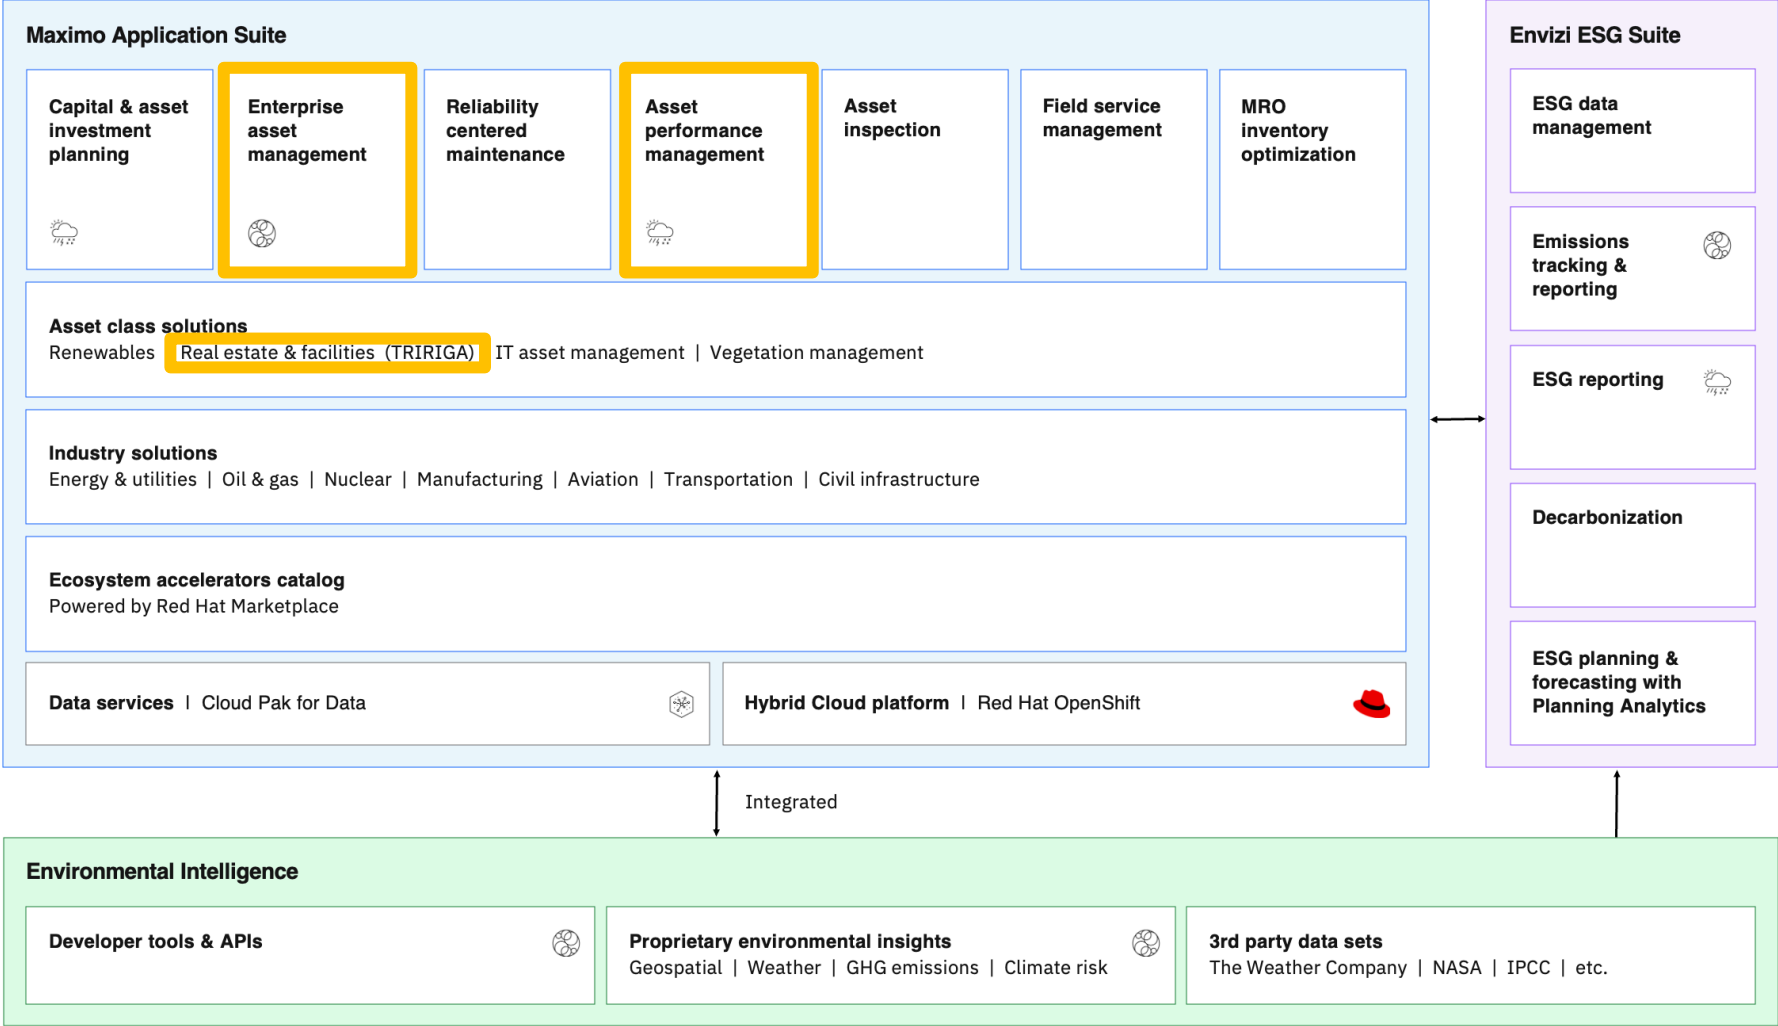 Maximo Application Suite
Capital & asset
investment
planning
Enterprise
asset
management
Reliability
centered
maintenance
Asset
performance
management
Asset
inspection
Field service
management
MRO
inventory
optimization
Asset class solutions
Renewables Real estate & facilities (TRIRIGA) IT asset management | Vegetation management
Industry solutions
Energy & utilities | Oil & gas | Nuclear | Manufacturing | Aviation | Transportation | Civil infrastructure
Ecosystem accelerators catalog
Powered by Red Hat Marketplace
Data services | Cloud Pak for Data
Hybrid Cloud platform | Red Hat OpenShift
Envizi ESG Suite
ESG data
management
Emissions
tracking &
reporting
ESG reporting
Decarbonization
ESG planning &
forecasting with
Planning Analytics
Integrated
Environmental Intelligence
Developer tools & APIs
Proprietary environmental insights
Geospatial | Weather | GHG emissions | Climate risk
3rd party data sets
The Weather Company | NASA | IPCC | etc.